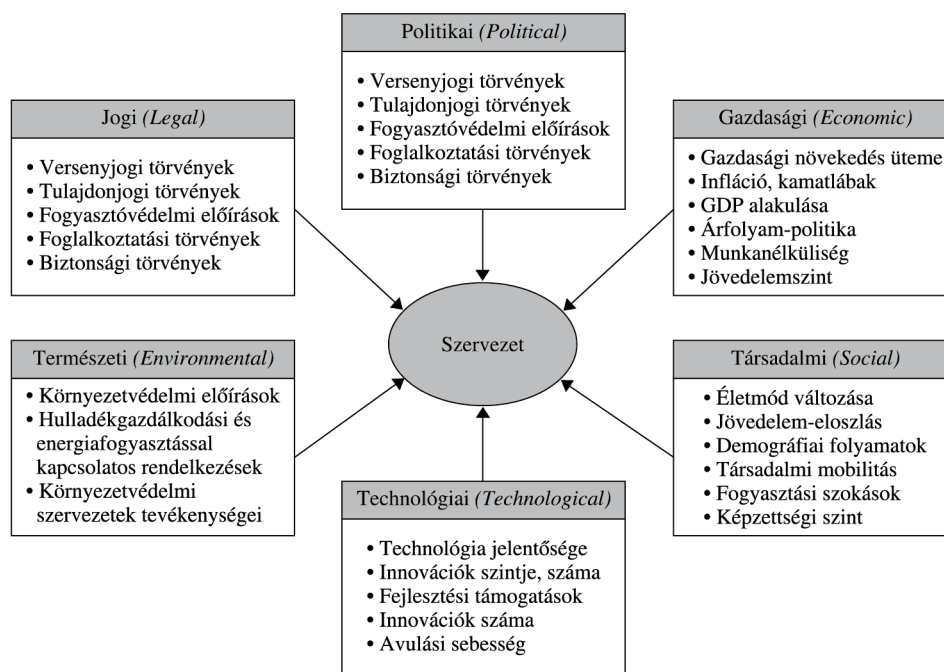 Politikai (Political)
• Versenyjogi törvények
• Tulajdonjogi törvények
• Fogyasztóvédelmi előírások
• Foglalkoztatási törvények
• Biztonsági törvények
Jogi (Legal)
• Versenyjogi törvények
• Tulajdonjogi törvények
• Fogyasztóvédelmi előírások
• Foglalkoztatási törvények
• Biztonsági törvények
Gazdasági (Economic)
• Gazdasági növekedés üteme
• Infláció, kamatlábak
• GDP alakulása
• Árfolyam-politika
• Munkanélküliség
• Jövedelemszint
Szervezet
Természeti (Environmental)
• Környezetvédelmi előírások
• Hulladékgazdálkodási és
energiafogyasztással
kapcsolatos rendelkezések
• Környezetvédelmi
szervezetek tevékenységei
Társadalmi (Social)
• Életmód változása
• Jövedelem-eloszlás
• Demográfiai folyamatok
• Társadalmi mobilitás
• Fogyasztási szokások
• Képzettségi szint
Technológiai (Technological)
• Technológia jelentősége
• Innovációk szintje, száma
• Fejlesztési támogatások
• Innovációk száma
• Avulási sebesség